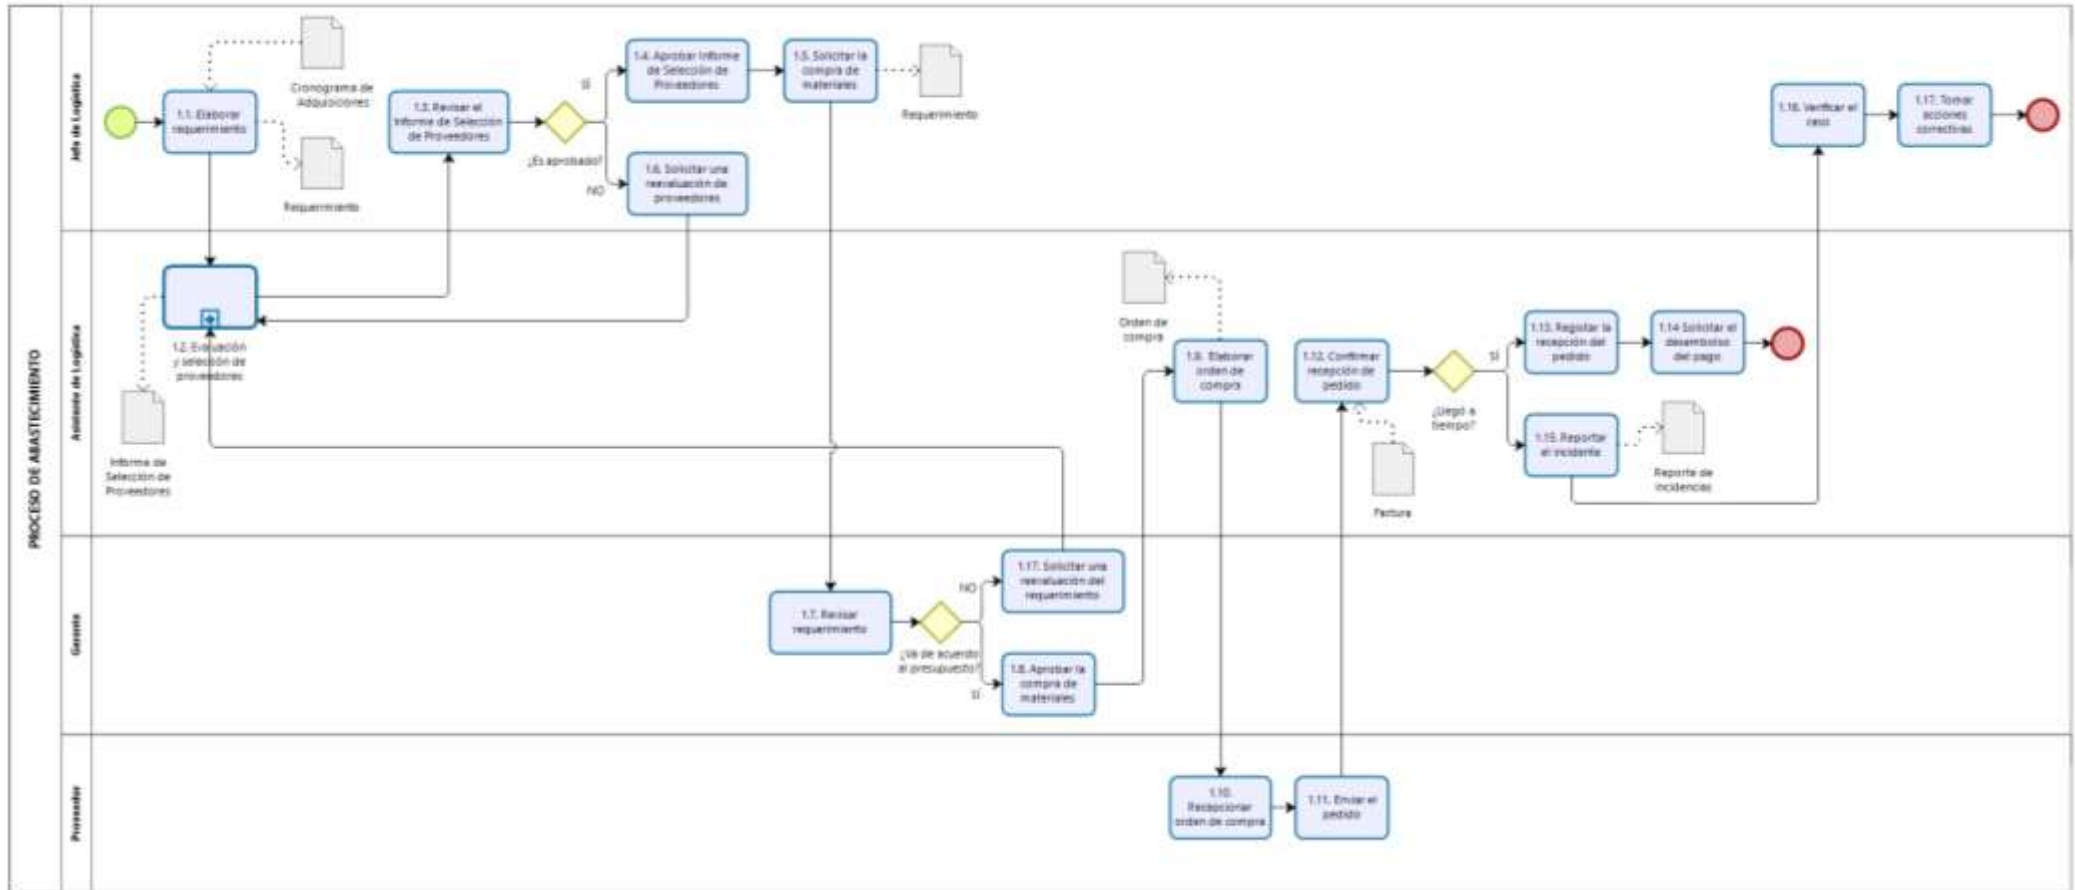 PROCESO DE ABASTECIMIENTO
Jefe de Logística
Cronograma de
Adquisiciones
1.1. Elaborar
requerimiento
Requerimiento
1.3. Revisar el
Informe de Selección
de Proveedores
¿Es aprobado?
SI
NO
1.4. Aprobar Informe
de Selección de
Proveedores
1.5. Solicitar la
compra de
materiales
Requerimiento
1.6. Solicitar una
reevaluación de
proveedores
1.16. Verificar el
caso
1.17. Tomar
acciones
correctivas
Asistente de Logística
1.2. Evaluación
y selección de
proveedores
Informe de
Selección de
Proveedores
Orden de
compra
1.9. Elaborar
orden de
compra
1.12. Confirmar
recepción de
pedido
Factura
¿Llegó a
tiempo?
SI
1.13. Registar la
recepción del
pedido
1.14 Solicitar el
desembolso
del pago
1.15. Reportar
el incidente
Reporte de
incidencias
Gerente
1.7. Revisar
requerimiento
¿Va de acuerdo
al presupuesto?
NO
SI
1.17. Solicitar una
reevaluación del
requerimiento
1.8. Aprobar la
compra de
materiales
Proveedor
1.10.
Recepcionar
orden de compra
1.11. Enviar el
pedido